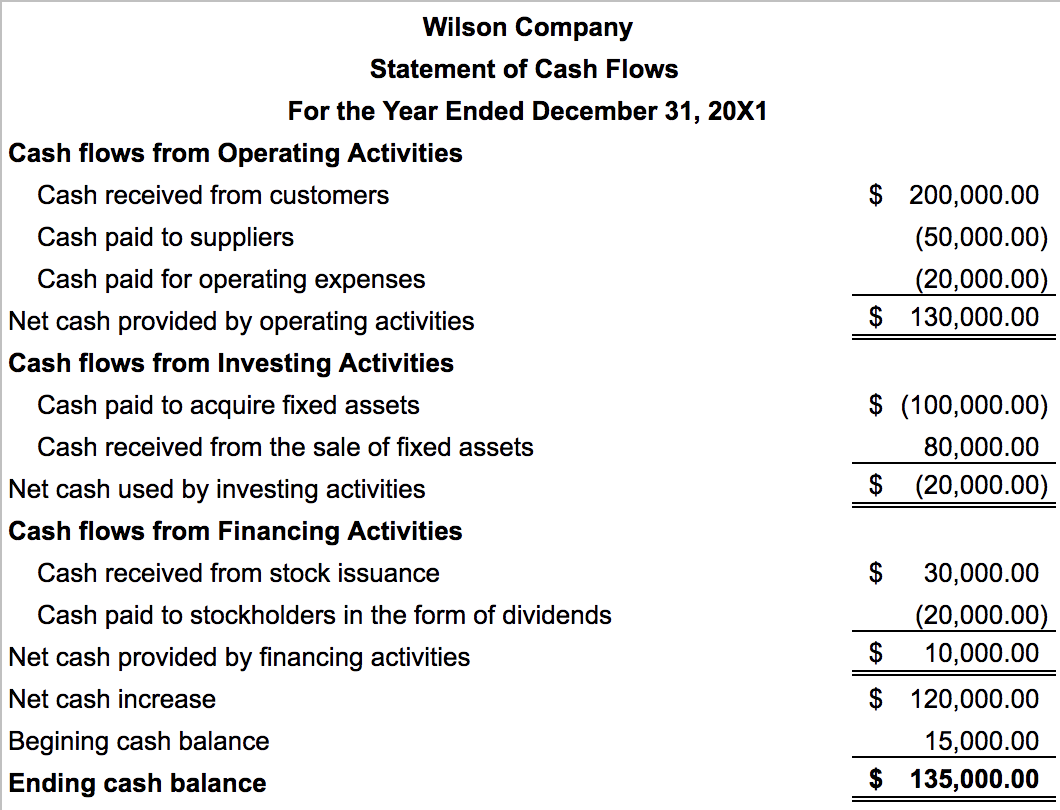 Wilson Company
Statement of Cash Flows
For the Year Ended December 31, 20X1
Cash flows from Operating Activities
Cash received from customers $ 200,000.00
Cash paid to suppliers (50,000.00)
Cash paid for operating expenses (20,000.00)
Net cash provided by operating activities $ 130,000.00
Cash flows from Investing Activities
Cash paid to acquire fixed assets $ (100,000.00)
Cash received from the sale of fixed assets 80,000.00
Net cash used by investing activities $ (20,000.00)
Cash flows from Financing Activities
Cash received from stock issuance $ 30,000.00
Cash paid to stockholders in the form of dividends (20,000.00)
Net cash provided by financing activities $ 10,000.00
Net cash increase $ 120,000.00
Begining cash balance 15,000.00
Ending cash balance $ 135,000.00